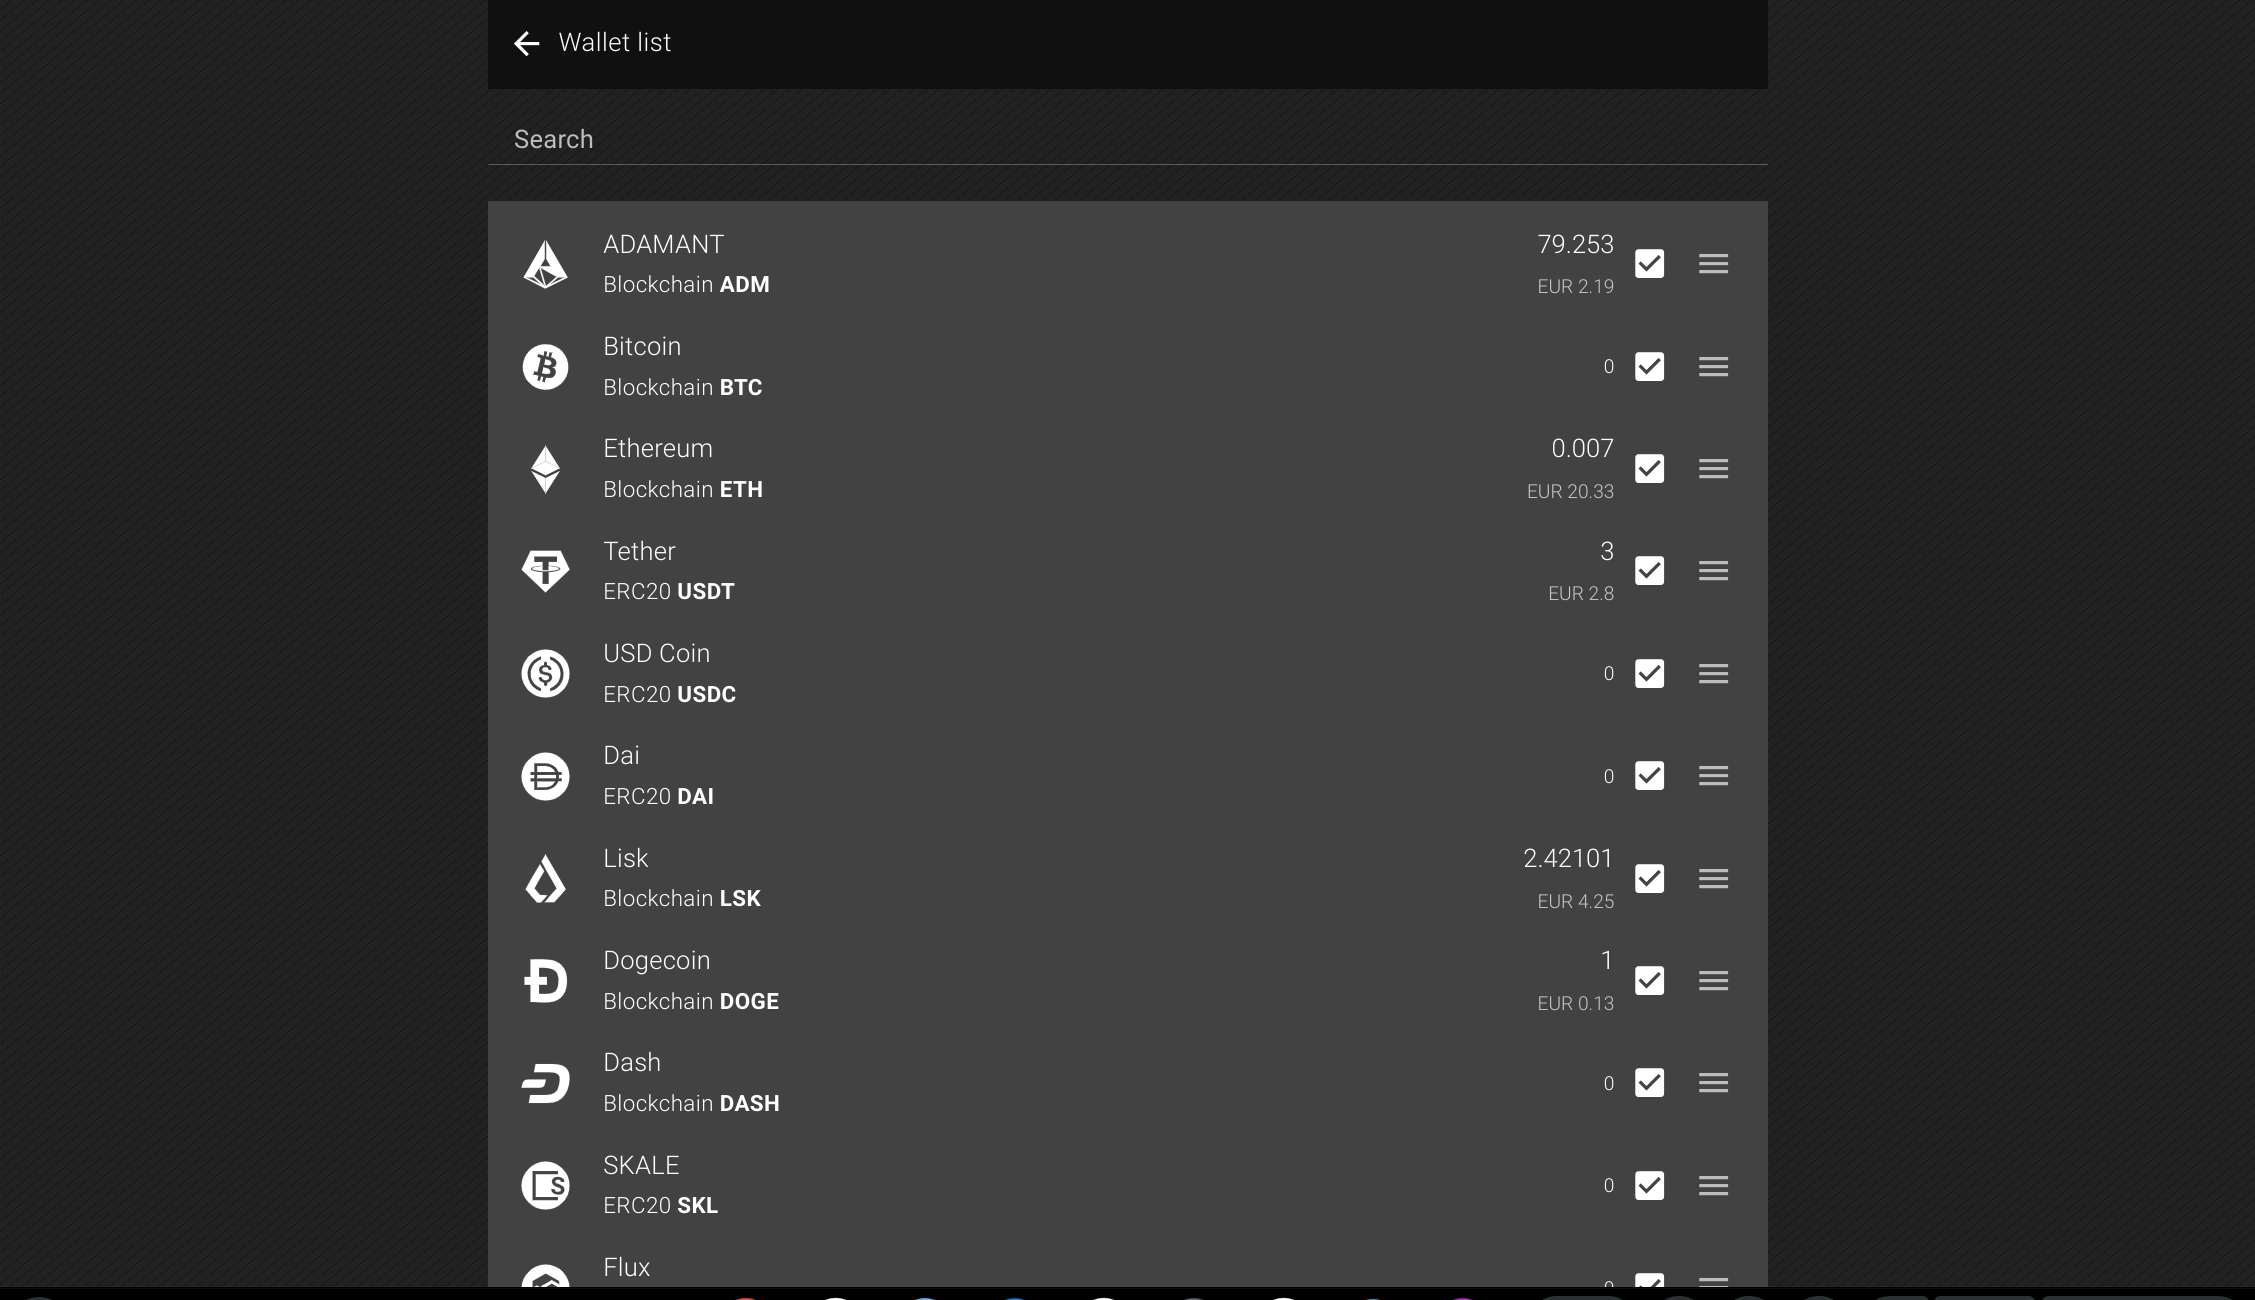 Wallet list
Search
ADAMANT
79.253
Blockchain ADM
EUR 2.19
Bitcoin
0
Blockchain BTC
Ethereum
0.007
Blockchain ETH
EUR 20.33
Tether
3
ERC20 USDT
EUR 2.8
USD Coin
0
ERC20 USDC
Dai
0
ERC20 DAI
Lisk
2.42101
Blockchain LSK
EUR 4.25
Dogecoin
1
Blockchain DOGE
EUR 0.13
Dash
0
Blockchain DASH
SKALE
0
ERC20 SKL
Flux